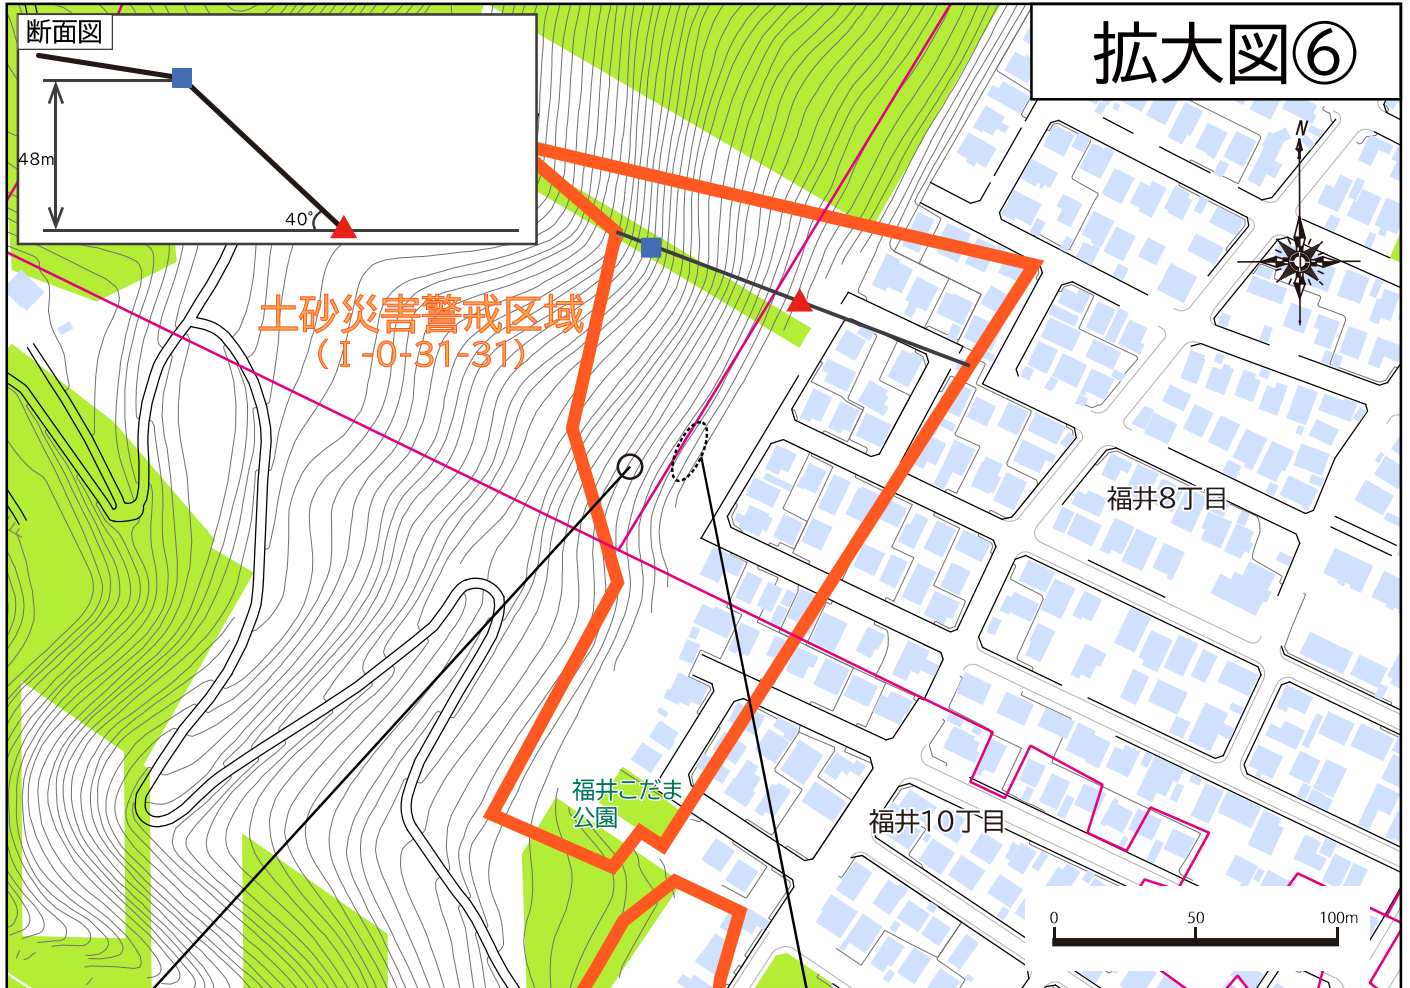 断面図
拡大図⑥
48m
40°
N
土砂災害警戒区域
(Ⅰ-0-31-31)
福井8丁目
福井こだま
公園
福井10丁目
0 50 100m